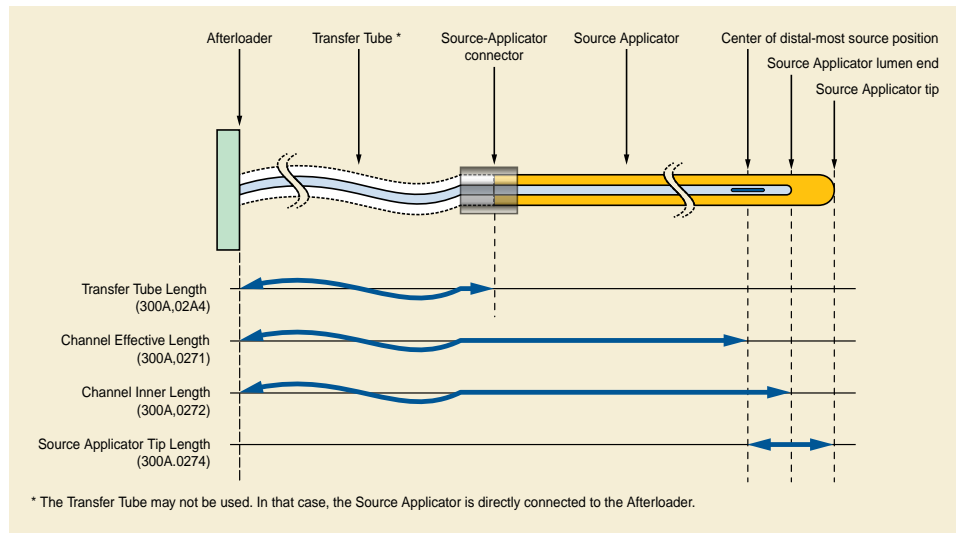 Afterloader
Transfer Tube *
Source-Applicator
connector
Source Applicator
Center of distal-most source position
Source Applicator lumen end
Source Applicator tip
Transfer Tube Length
(300A,02A4)
Channel Effective Length
(300A,0271)
Channel Inner Length
(300A,0272)
Source Applicator Tip Length
(300A.0274)
* The Transfer Tube may not be used. In that case, the Source Applicator is directly connected to the Afterloader.